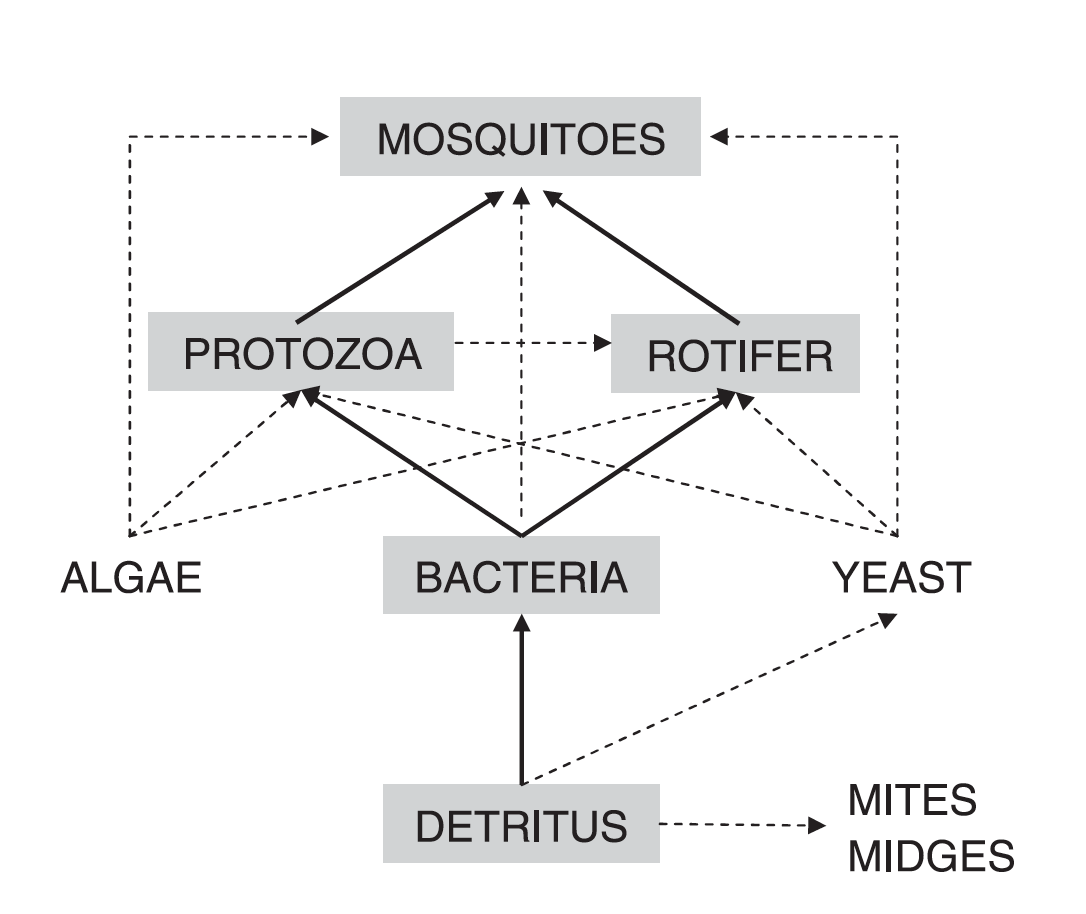 MOSQUITOES
PROTOZOA
ROTIFER
ALGAE
BACTERIA
YEAST
DETRITUS
MITES
MIDGES